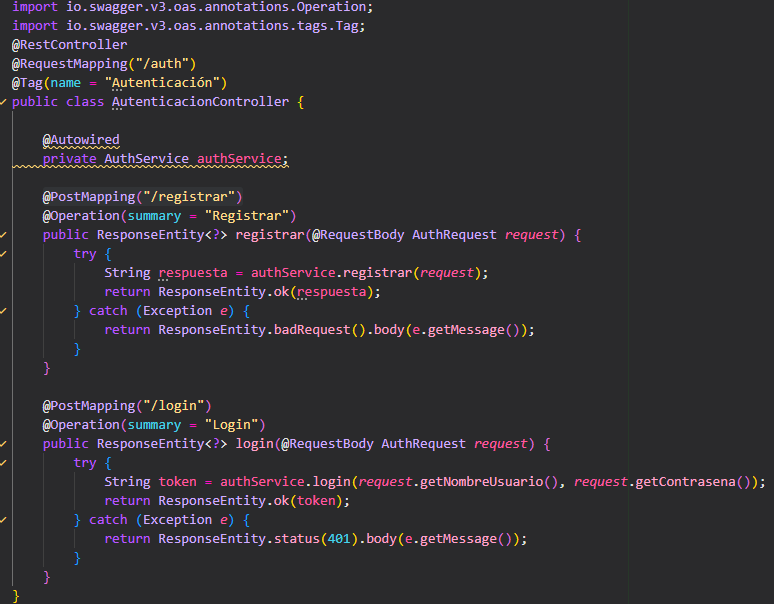 import io.swagger.v3.oas.annotations.Operation;
import io.swagger.v3.oas.annotations.tags.Tag;
@RestController
@RequestMapping("/auth")
@Tag(name = "Autenticación")
public class AutenticacionController {
@Autowired
private AuthService authService;
@PostMapping("/registrar")
@Operation(summary = "Registrar")
public ResponseEntity<?> registrar(@RequestBody AuthRequest request) {
try {
String respuesta = authService.registrar(request);
return ResponseEntity.ok(respuesta);
} catch (Exception e) {
return ResponseEntity.badRequest().body(e.getMessage());
}
}
@PostMapping("/login")
@Operation(summary = "Login")
public ResponseEntity<?> login(@RequestBody AuthRequest request) {
try {
String token = authService.login(request.getNombreUsuario(), request.getContrasena());
return ResponseEntity.ok(token);
} catch (Exception e) {
return ResponseEntity.status(401).body(e.getMessage());
}
}
}